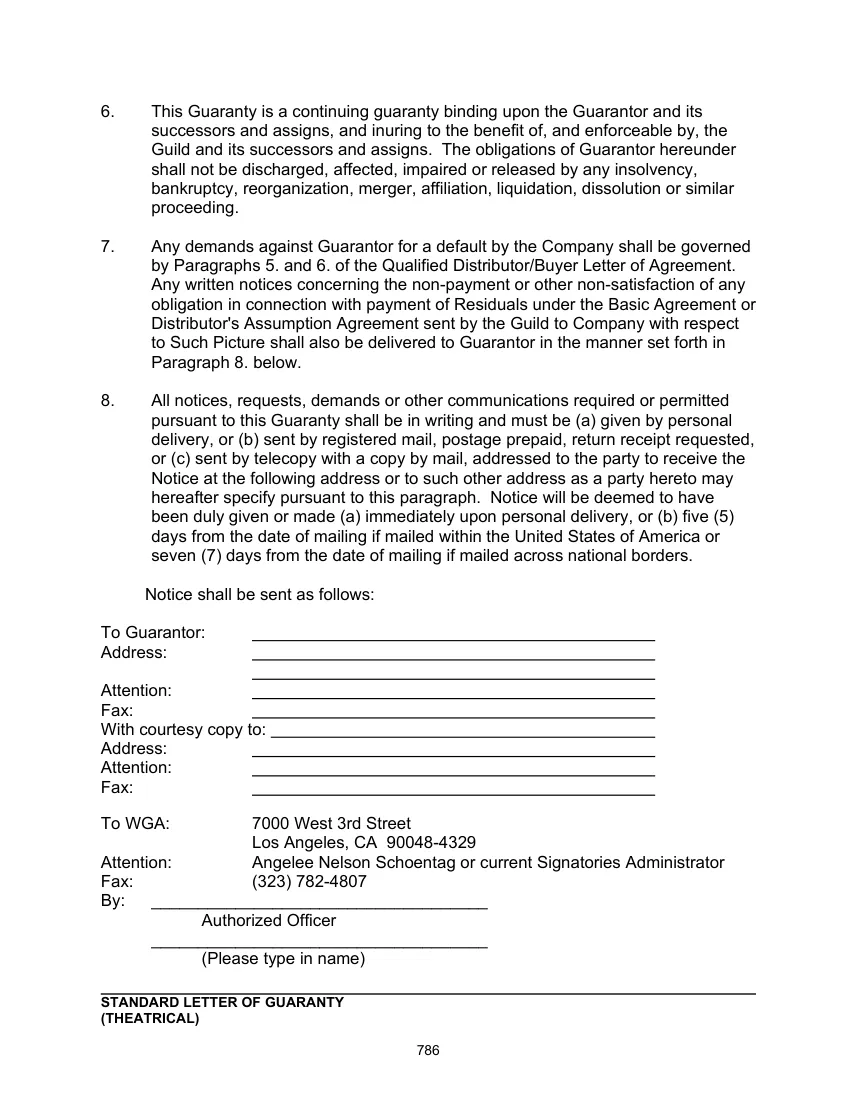 6. This Guaranty is a continuing guaranty binding upon the Guarantor and its
successors and assigns, and inuring to the benefit of, and enforceable by, the
Guild and its successors and assigns.  The obligations of Guarantor hereunder
shall not be discharged, affected, impaired or released by any insolvency,
bankruptcy, reorganization, merger, affiliation, liquidation, dissolution or similar
proceeding.
7. Any demands against Guarantor for a default by the Company shall be governed
by Paragraphs 5. and 6. of the Qualified Distributor/Buyer Letter of Agreement.
Any written notices concerning the non-payment or other non-satisfaction of any
obligation in connection with payment of Residuals under the Basic Agreement or
Distributor's Assumption Agreement sent by the Guild to Company with respect
to Such Picture shall also be delivered to Guarantor in the manner set forth in
Paragraph 8. below.
8. All notices, requests, demands or other communications required or permitted
pursuant to this Guaranty shall be in writing and must be (a) given by personal
delivery, or (b) sent by registered mail, postage prepaid, return receipt requested,
or (c) sent by telecopy with a copy by mail, addressed to the party to receive the
Notice at the following address or to such other address as a party hereto may
hereafter specify pursuant to this paragraph.  Notice will be deemed to have
been duly given or made (a) immediately upon personal delivery, or (b) five (5)
days from the date of mailing if mailed within the United States of America or
seven (7) days from the date of mailing if mailed across national borders.
Notice shall be sent as follows:
To Guarantor:
Address:
Attention:
Fax:
With courtesy copy to:
Address:
Attention:
Fax:
To WGA: 7000 West 3rd Street
Los Angeles, CA  90048-4329
Attention: Angelee Nelson Schoentag or current Signatories Administrator
Fax: (323) 782-4807
By:
Authorized Officer
(Please type in name)
STANDARD LETTER OF GUARANTY
(THEATRICAL)
786